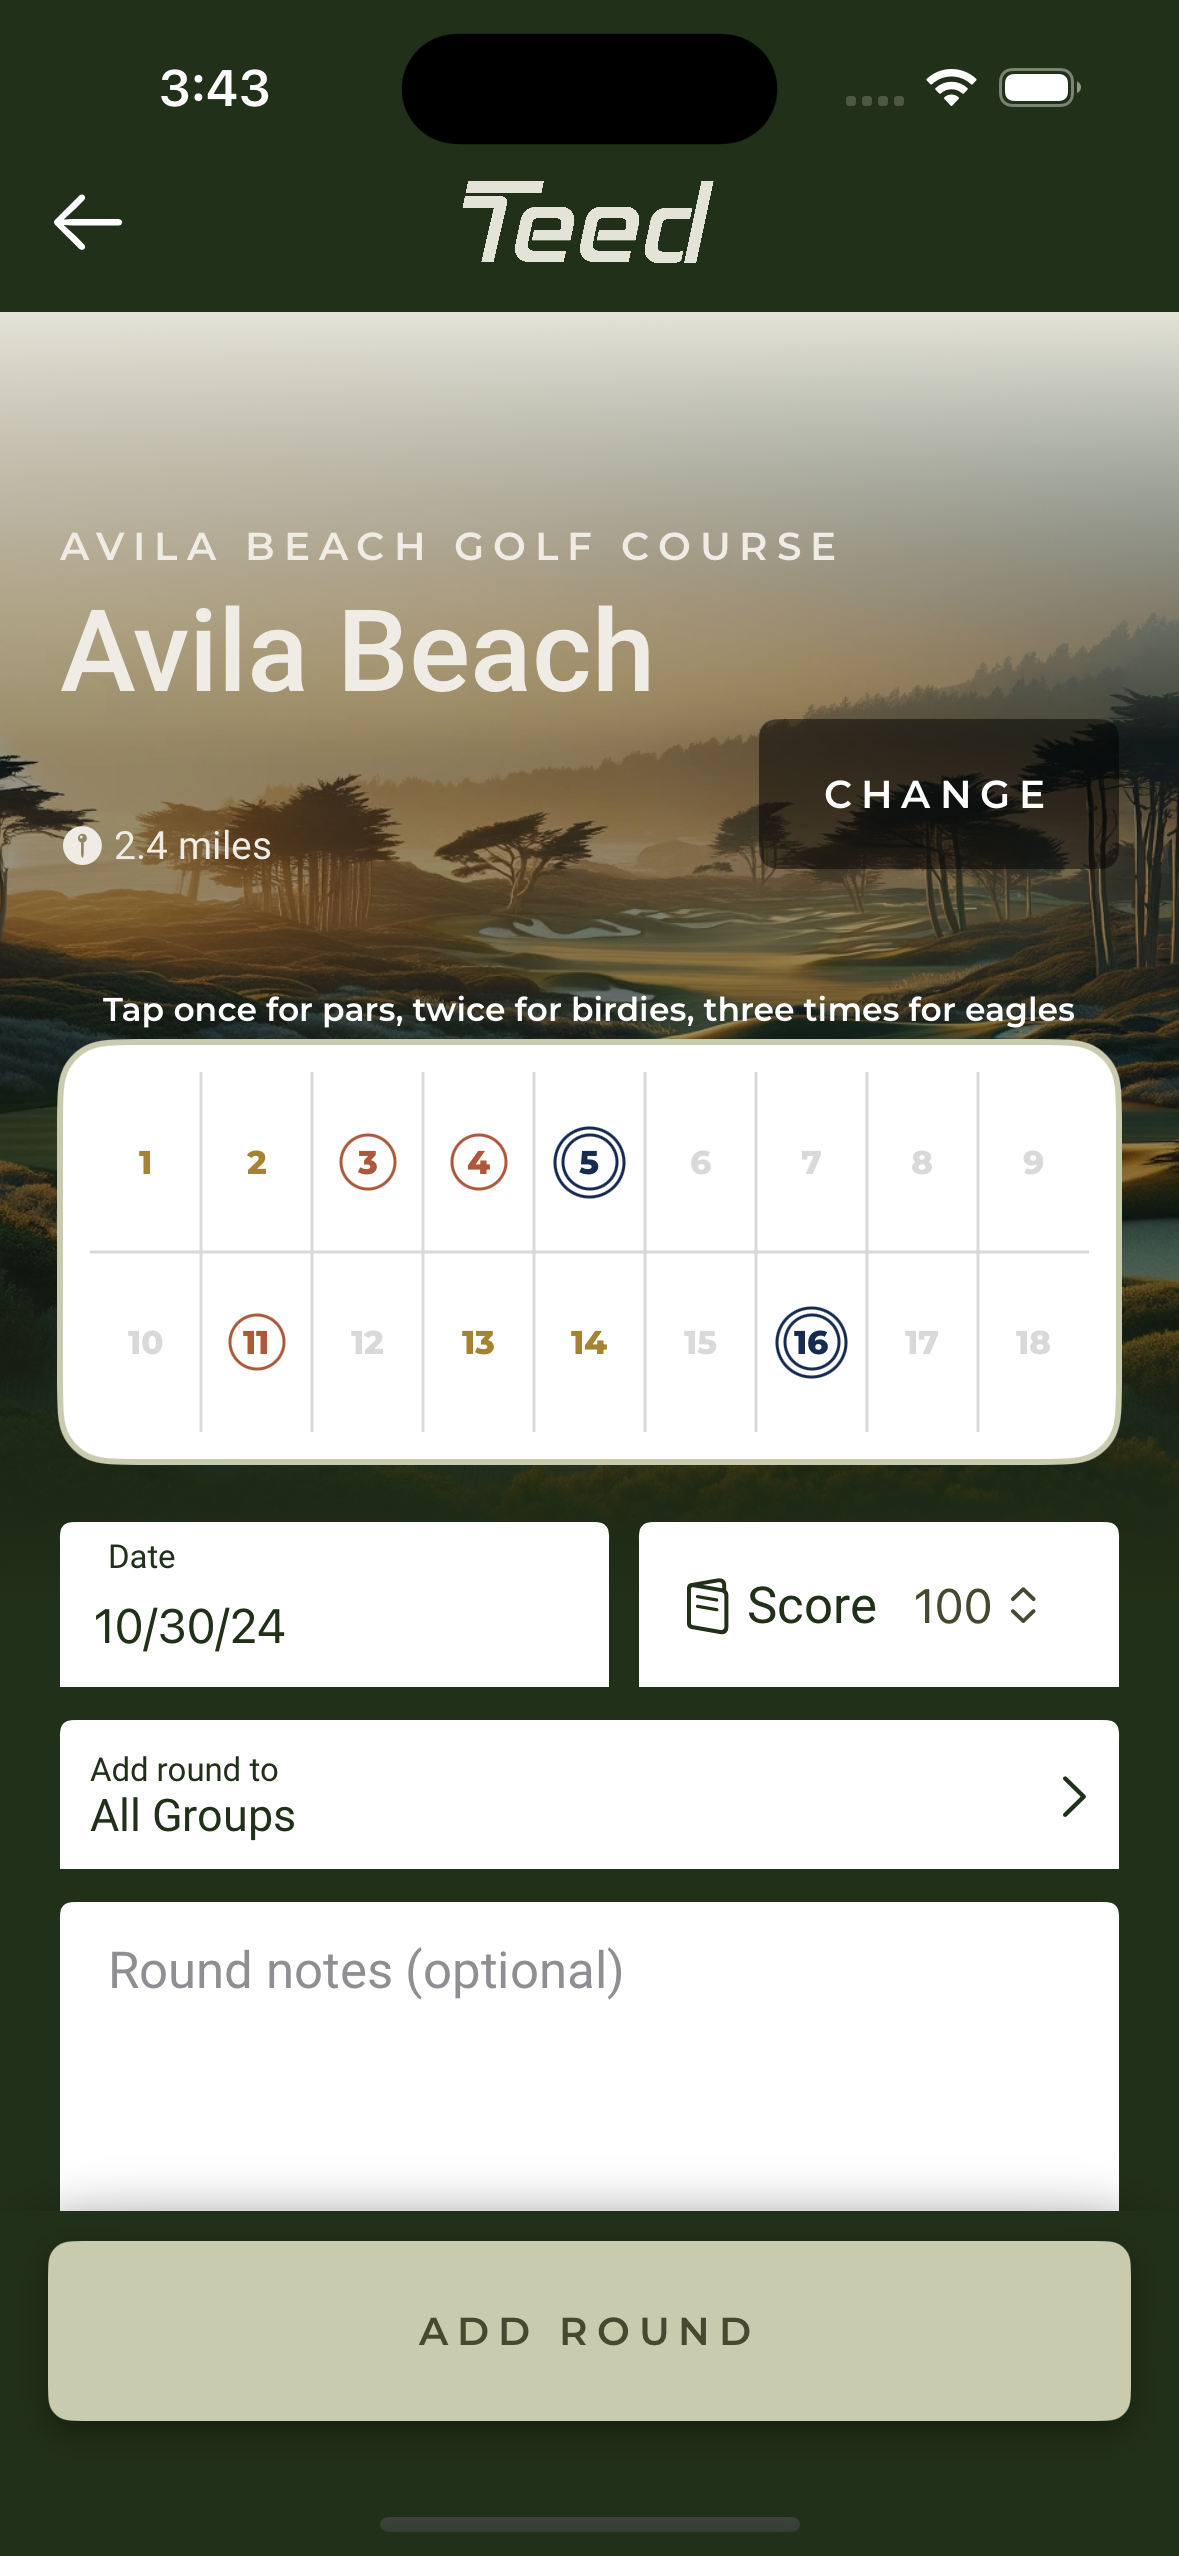 3:43
Teed
AVILA BEACH GOLF COURSE
Avila Beach
2.4 miles
CHANGE
Tap once for pars, twice for birdies, three times for eagles
1 2 3 4 5 6 7 8 9
10 11 12 13 14 15 16 17 18
Date
10/30/24
Score 100
Add round to
All Groups
Round notes (optional)
ADD ROUND